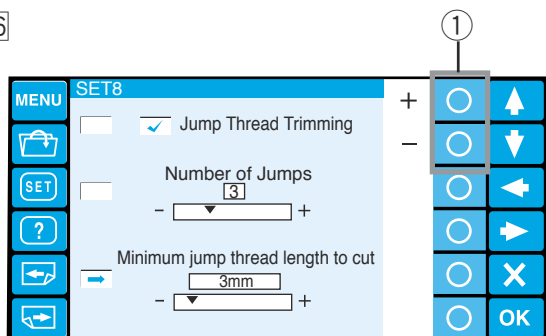 6
1
MENU SET8
Jump Thread Trimming
+
−
SET Number of Jumps
3
− +
?
Minimum jump thread length to cut
3mm
− +
OK